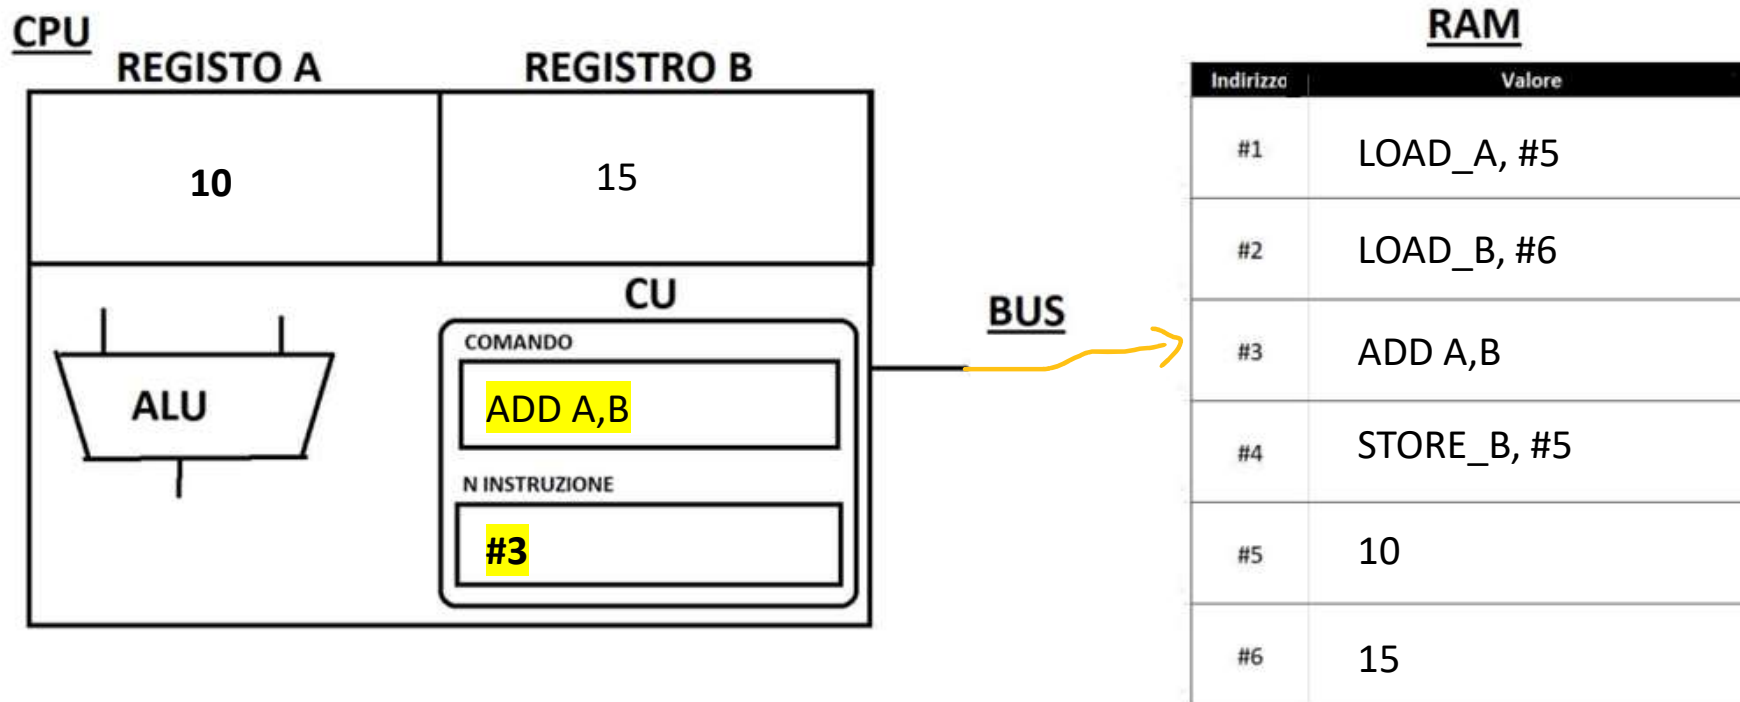 CPU
REGISTO A
REGISTRO B
10
15
ALU
CU
COMANDO
ADD A,B
N INSTRUZIONE
#3
BUS
RAM
Indirizzo Valore
#1 LOAD_A, #5
#2 LOAD_B, #6
#3 ADD A,B
#4 STORE_B, #5
#5 10
#6 15